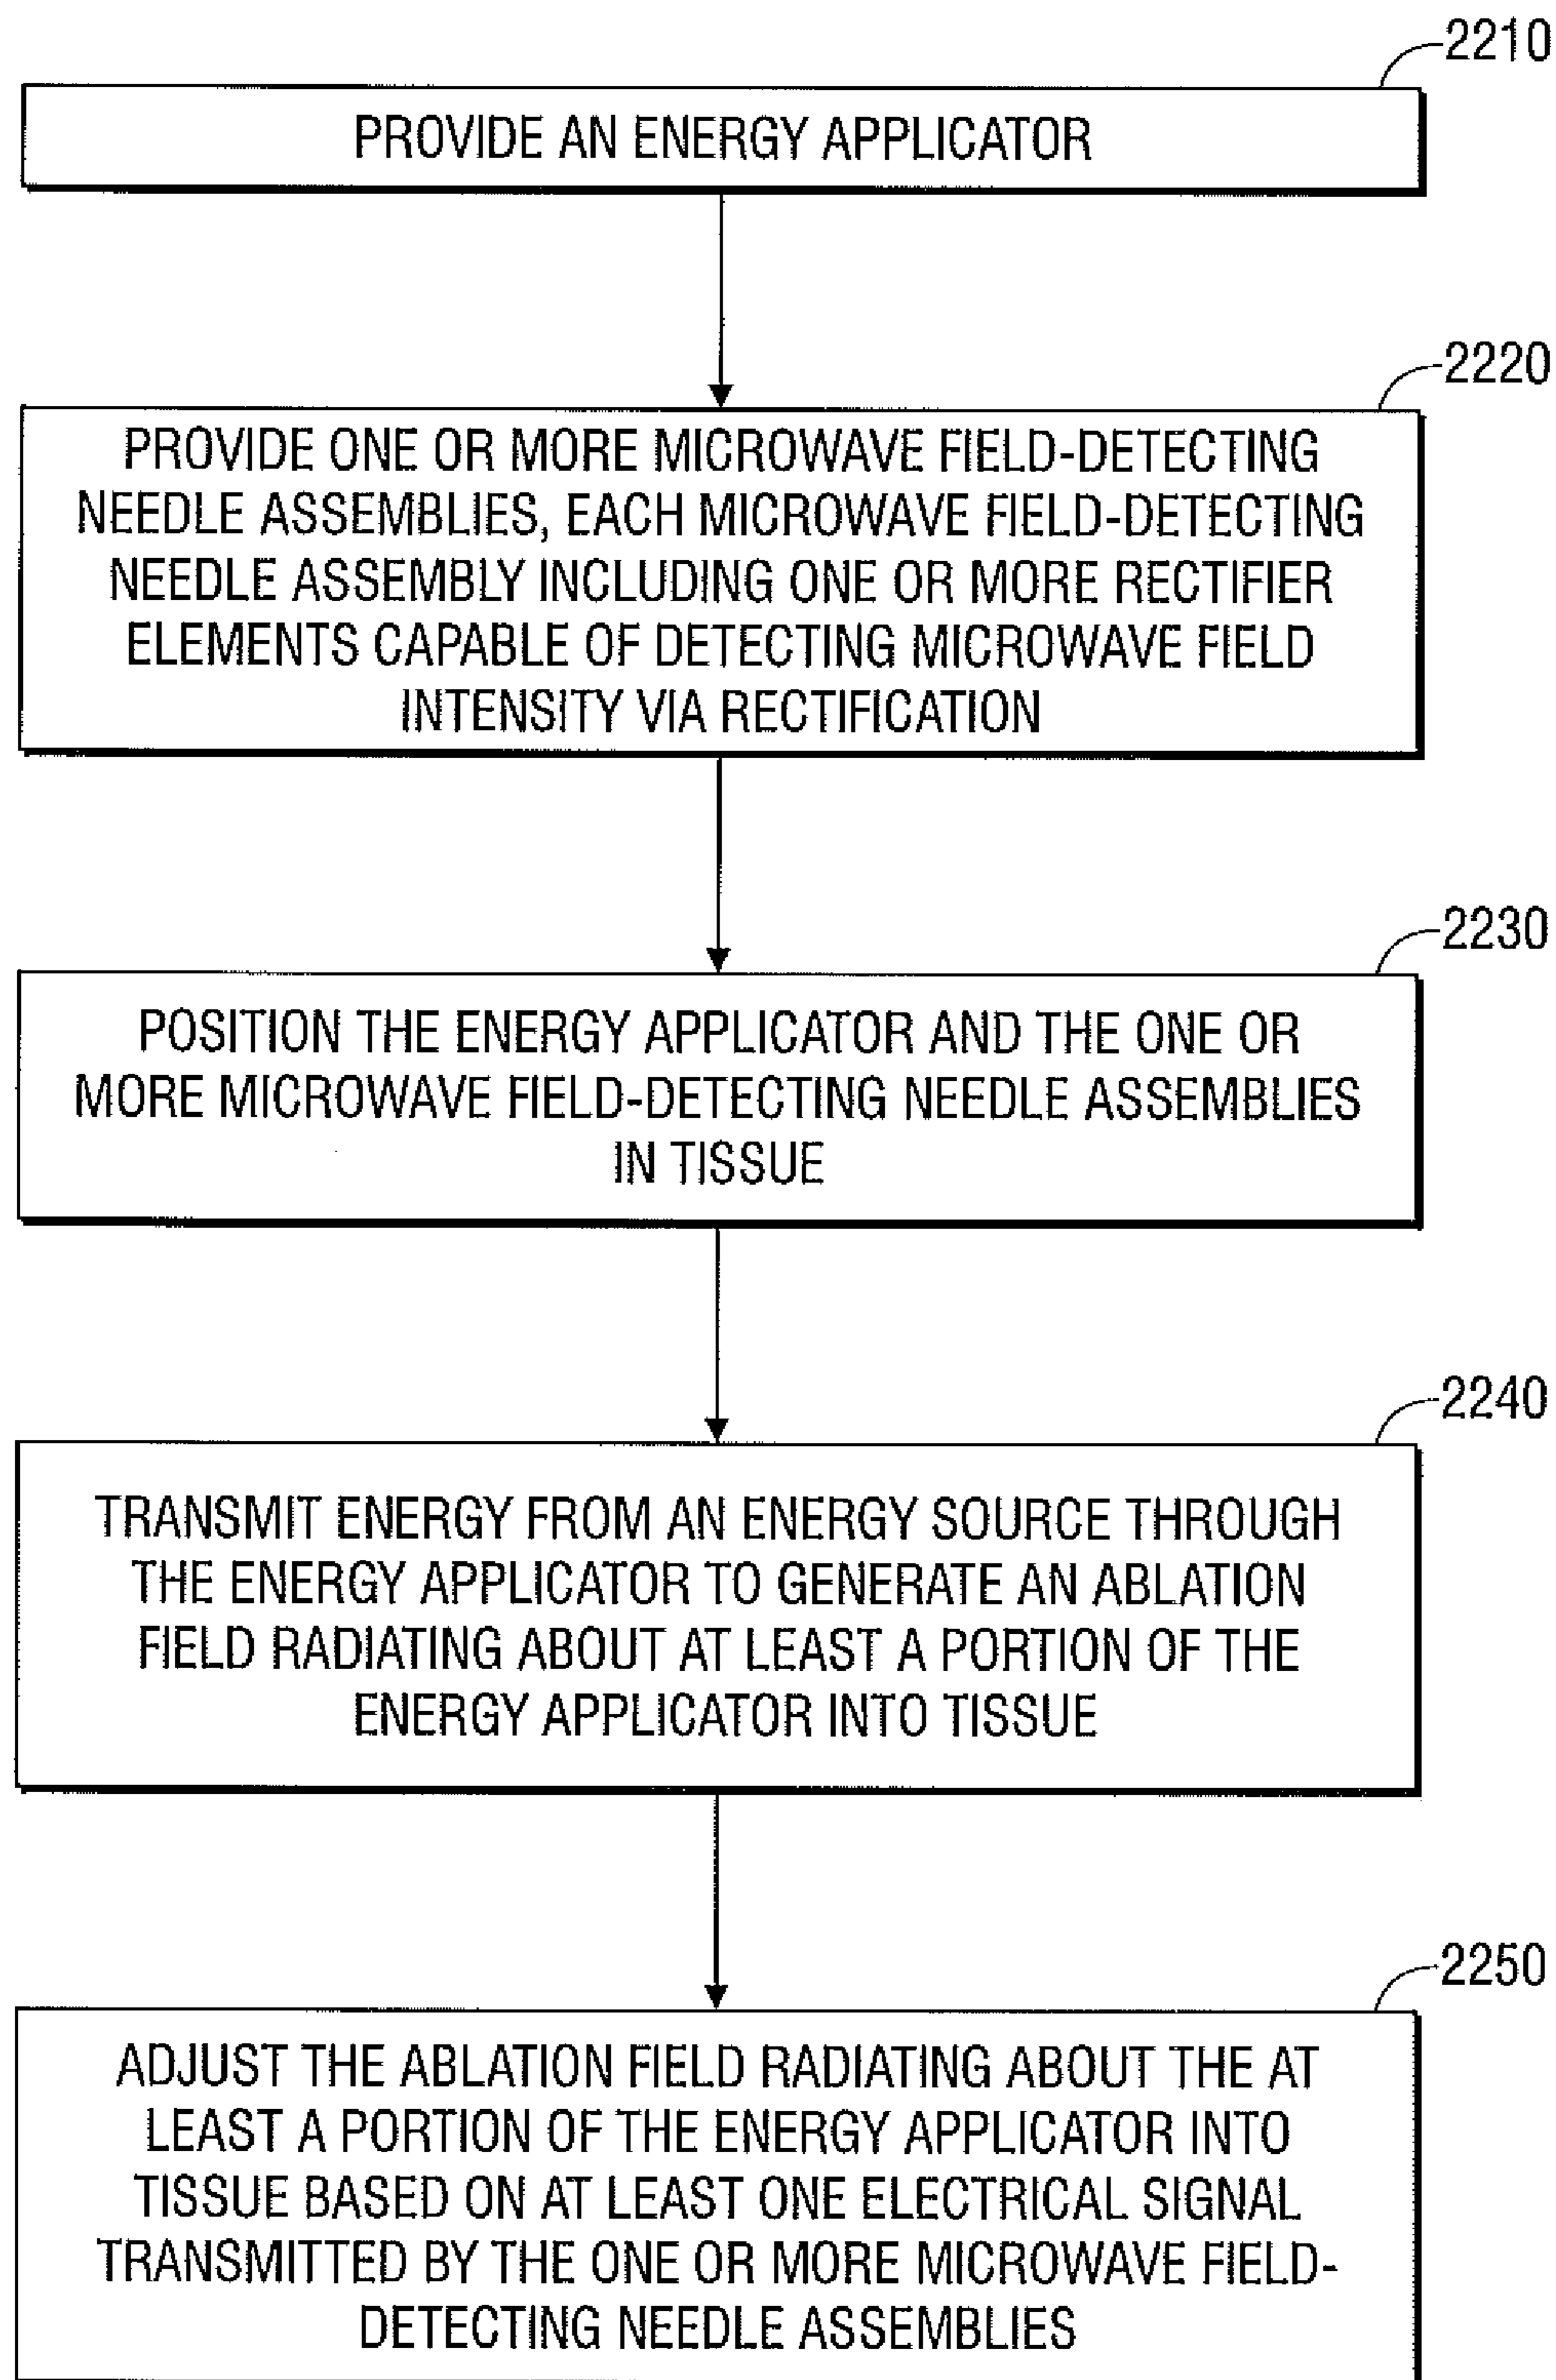 2210
PROVIDE AN ENERGY APPLICATOR
2220
PROVIDE ONE OR MORE MICROWAVE FIELD-DETECTING
NEEDLE ASSEMBLIES, EACH MICROWAVE FIELD-DETECTING
NEEDLE ASSEMBLY INCLUDING ONE OR MORE RECTIFIER
ELEMENTS CAPABLE OF DETECTING MICROWAVE FIELD
INTENSITY VIA RECTIFICATION
2230
POSITION THE ENERGY APPLICATOR AND THE ONE OR
MORE MICROWAVE FIELD-DETECTING NEEDLE ASSEMBLIES
IN TISSUE
2240
TRANSMIT ENERGY FROM AN ENERGY SOURCE THROUGH
THE ENERGY APPLICATOR TO GENERATE AN ABLATION
FIELD RADIATING ABOUT AT LEAST A PORTION OF THE
ENERGY APPLICATOR INTO TISSUE
2250
ADJUST THE ABLATION FIELD RADIATING ABOUT THE AT
LEAST A PORTION OF THE ENERGY APPLICATOR INTO
TISSUE BASED ON AT LEAST ONE ELECTRICAL SIGNAL
TRANSMITTED BY THE ONE OR MORE MICROWAVE FIELD-
DETECTING NEEDLE ASSEMBLIES